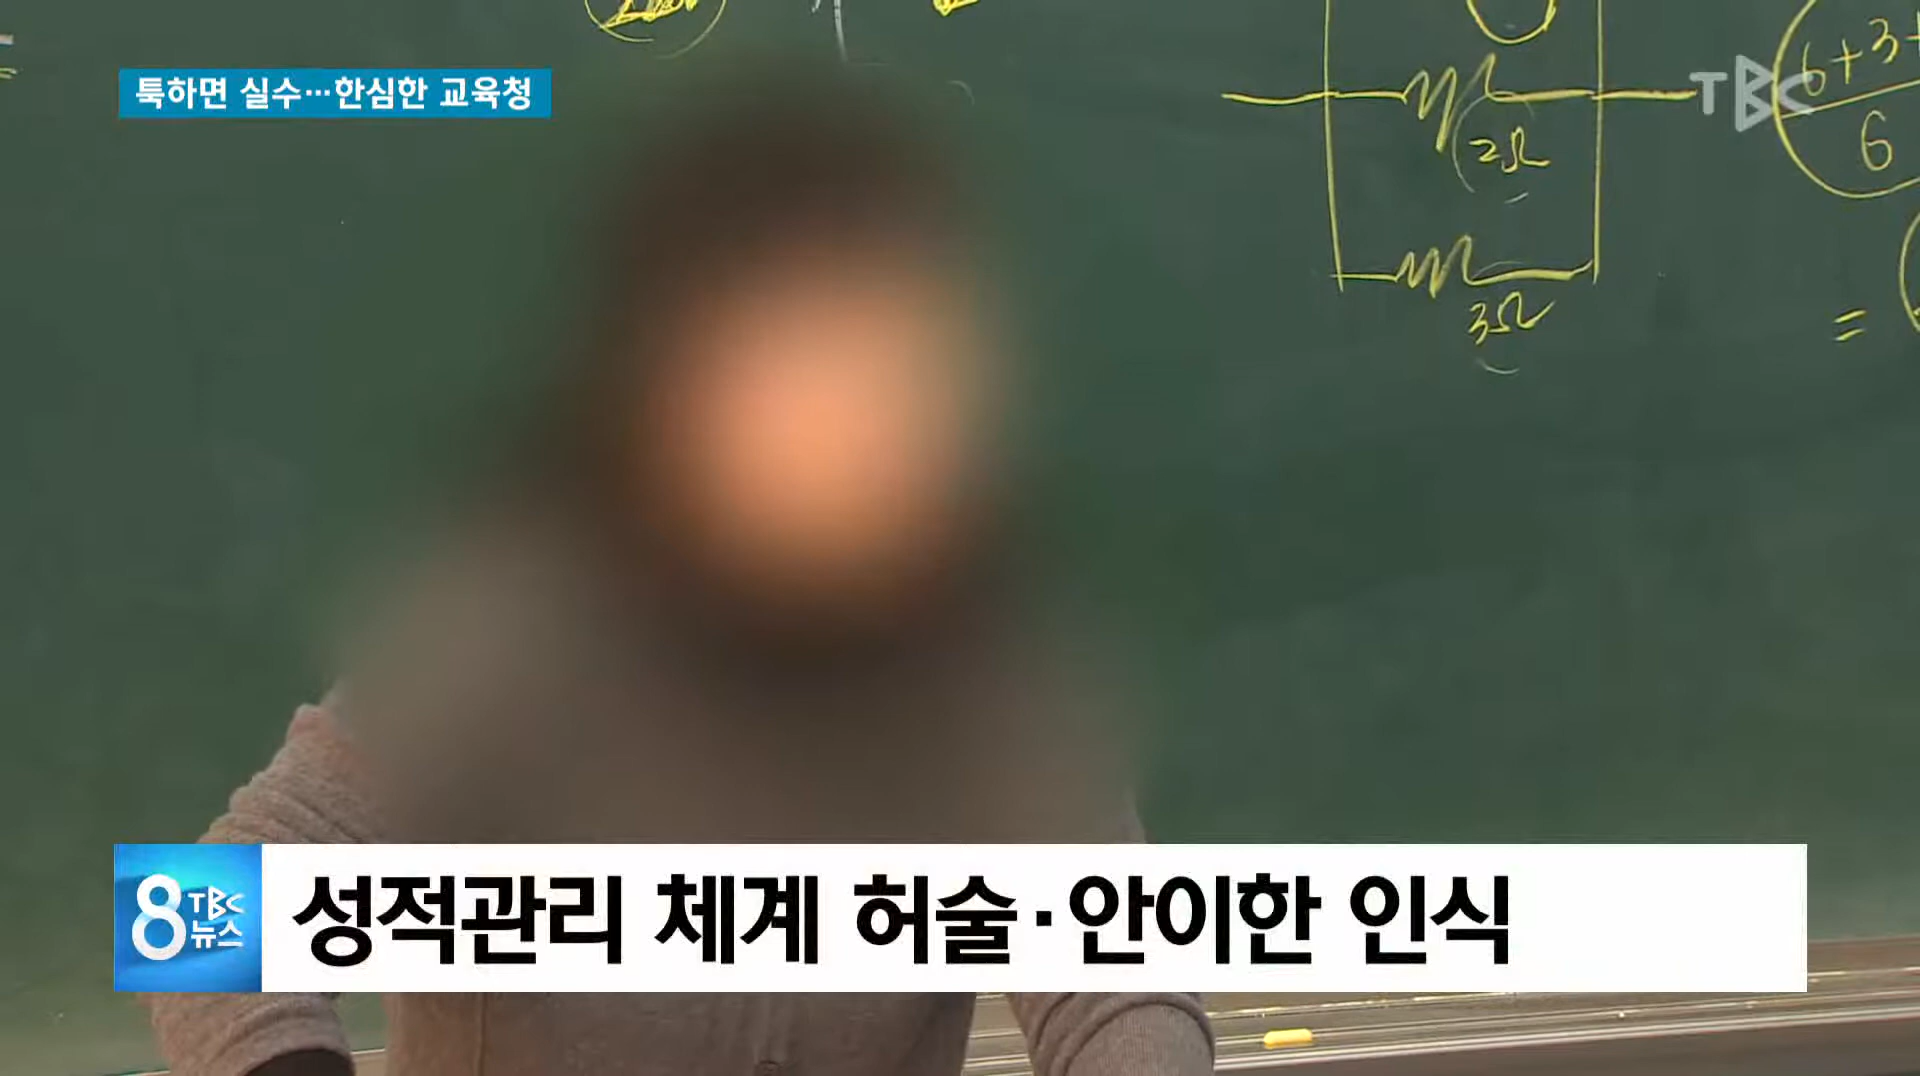 툭하면 실수…한심한 교육청
TBC
6+3+
6
2Ω
3Ω
=
8 TBC
뉴스
성적관리 체계 허술·안이한 인식